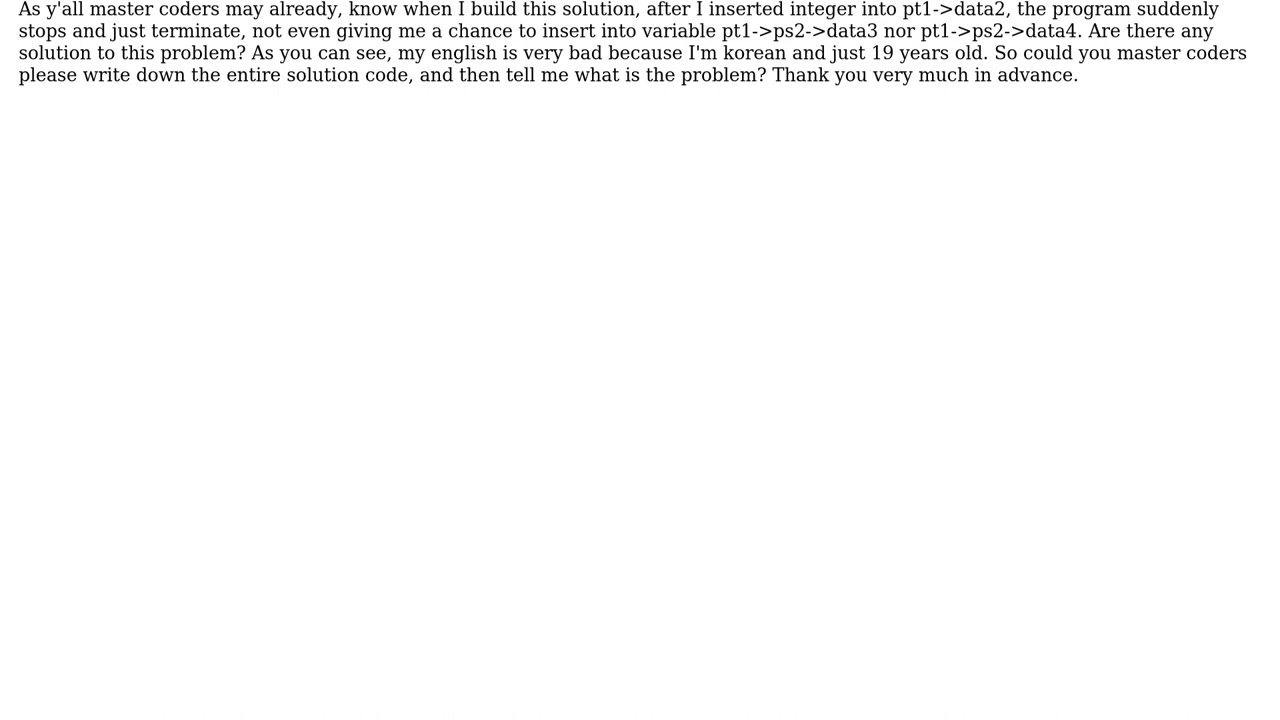 As y'all master coders may already, know when I build this solution, after I inserted integer into pt1->data2, the program suddenly
stops and just terminate, not even giving me a chance to insert into variable pt1->ps2->data3 nor pt1->ps2->data4. Are there any
solution to this problem? As you can see, my english is very bad because I'm korean and just 19 years old. So could you master coders
please write down the entire solution code, and then tell me what is the problem? Thank you very much in advance.